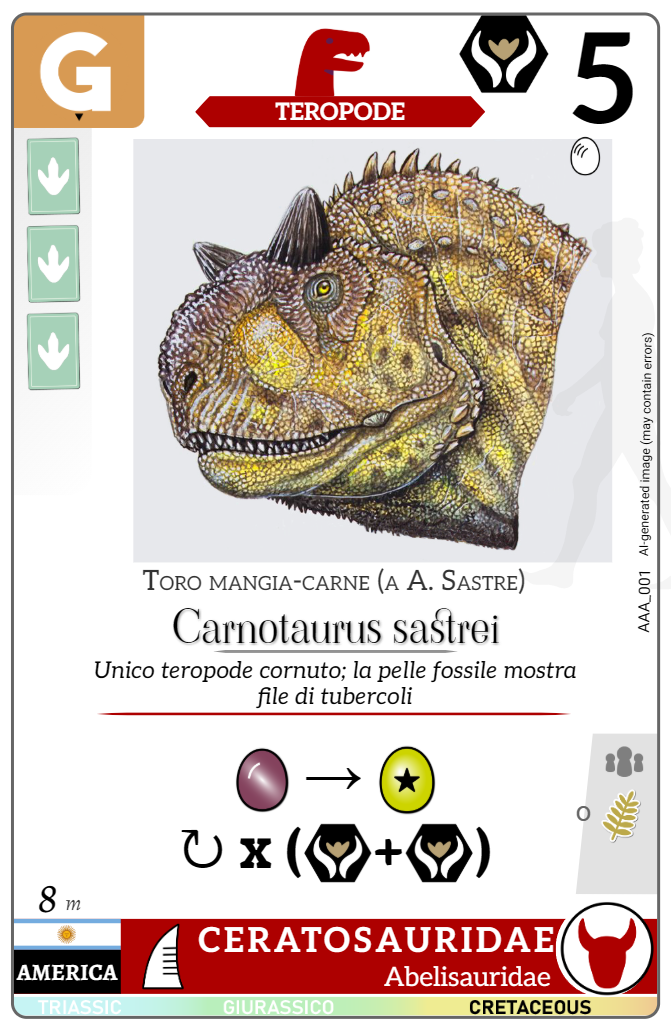 G
TEROPODE
5
AI-generated image (may contain errors)
AAA_001
Toro mangia-carne (a A. Sastre)
Carnotaurus sastrei
Unico teropode cornuto; la pelle fossile mostra
file di tubercoli
→
x ( + )
o
8 m
AMERICA
CERATOSAURIDAE
Abelisauridae
TRIASSIC
GIURASSICO
CRETACEOUS